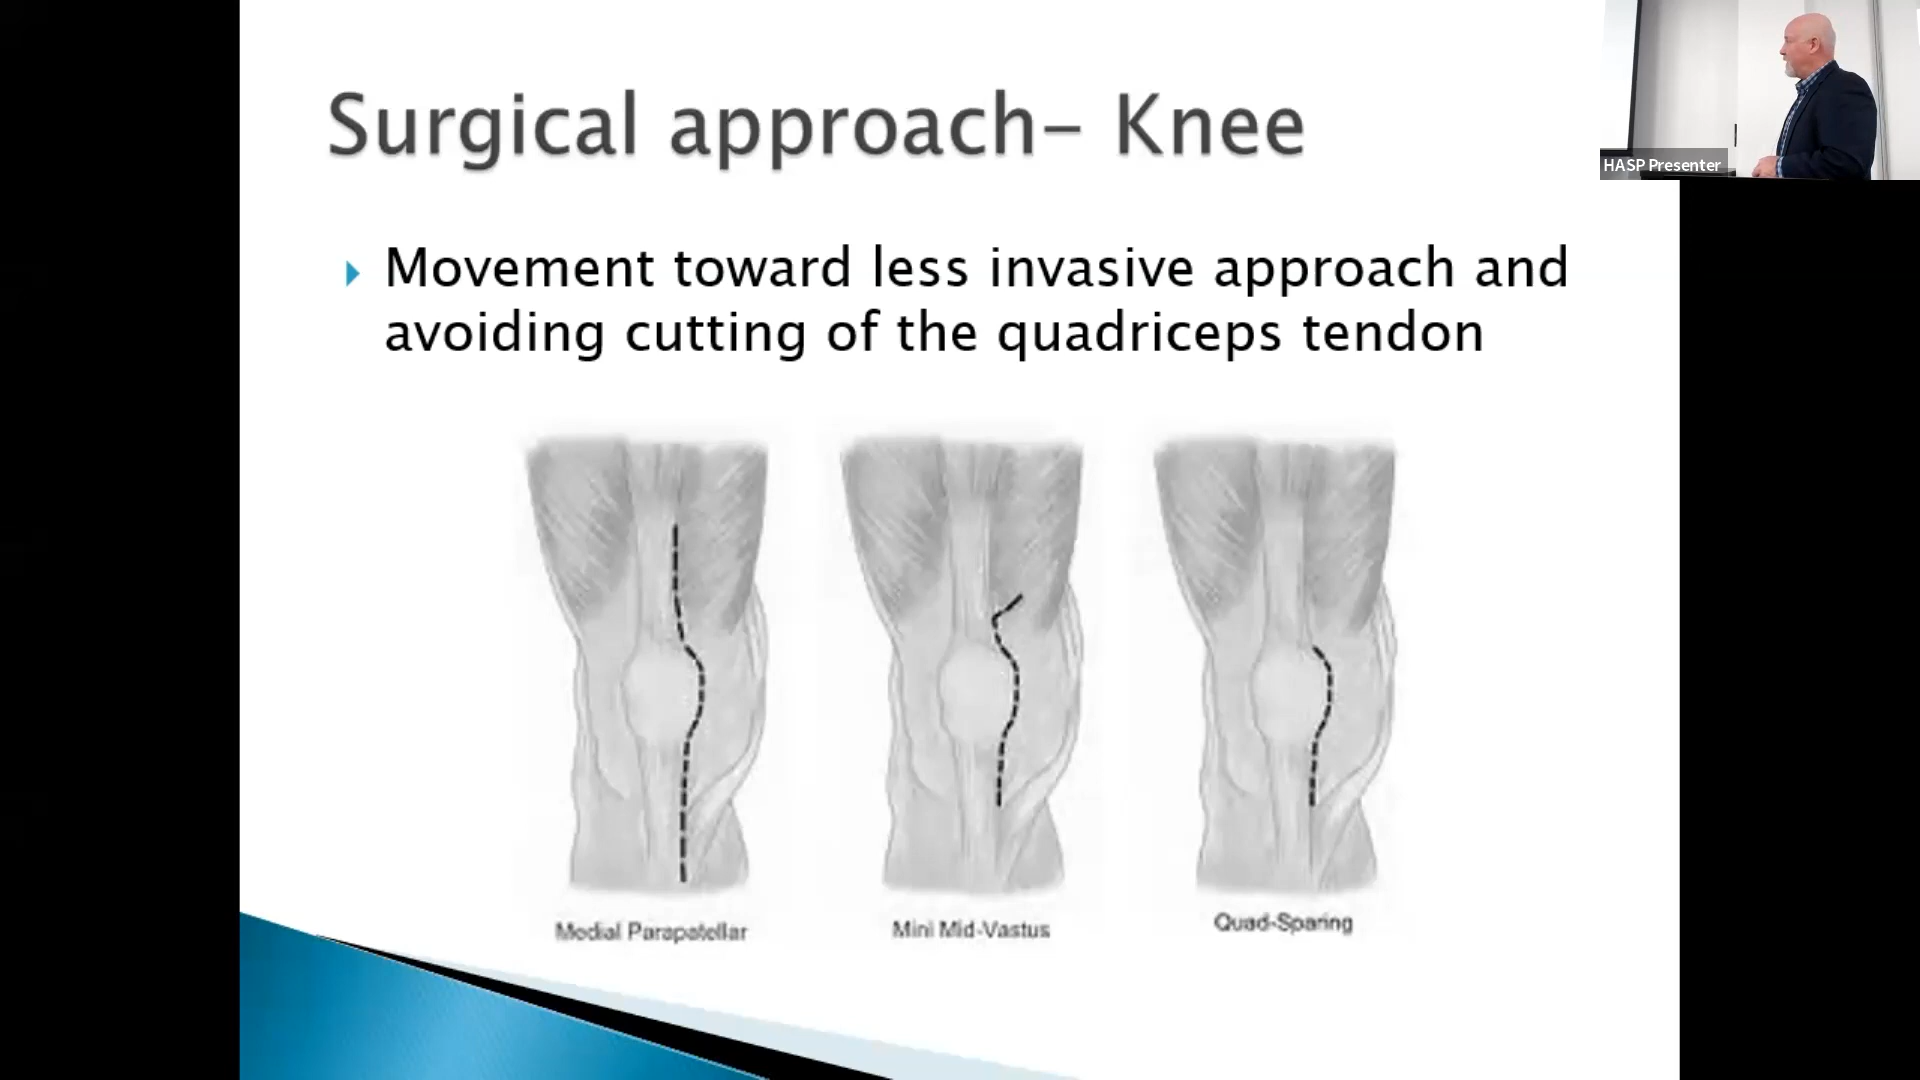 Surgical approach- Knee
HASP Presenter
Movement toward less invasive approach and
avoiding cutting of the quadriceps tendon
Medial Parapatellar
Mini Mid-Vastus
Quad-Sparing